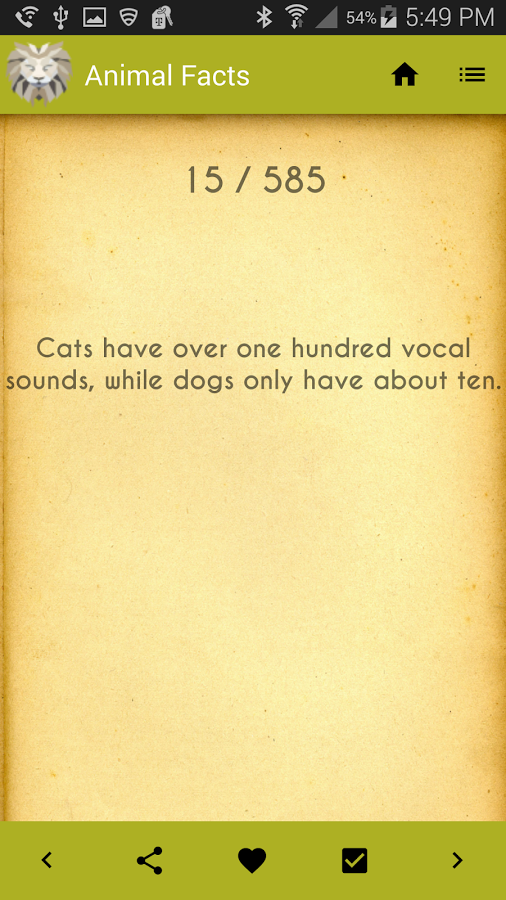 54% 5:49 PM
Animal Facts
15 / 585
Cats have over one hundred vocal
sounds, while dogs only have about ten.